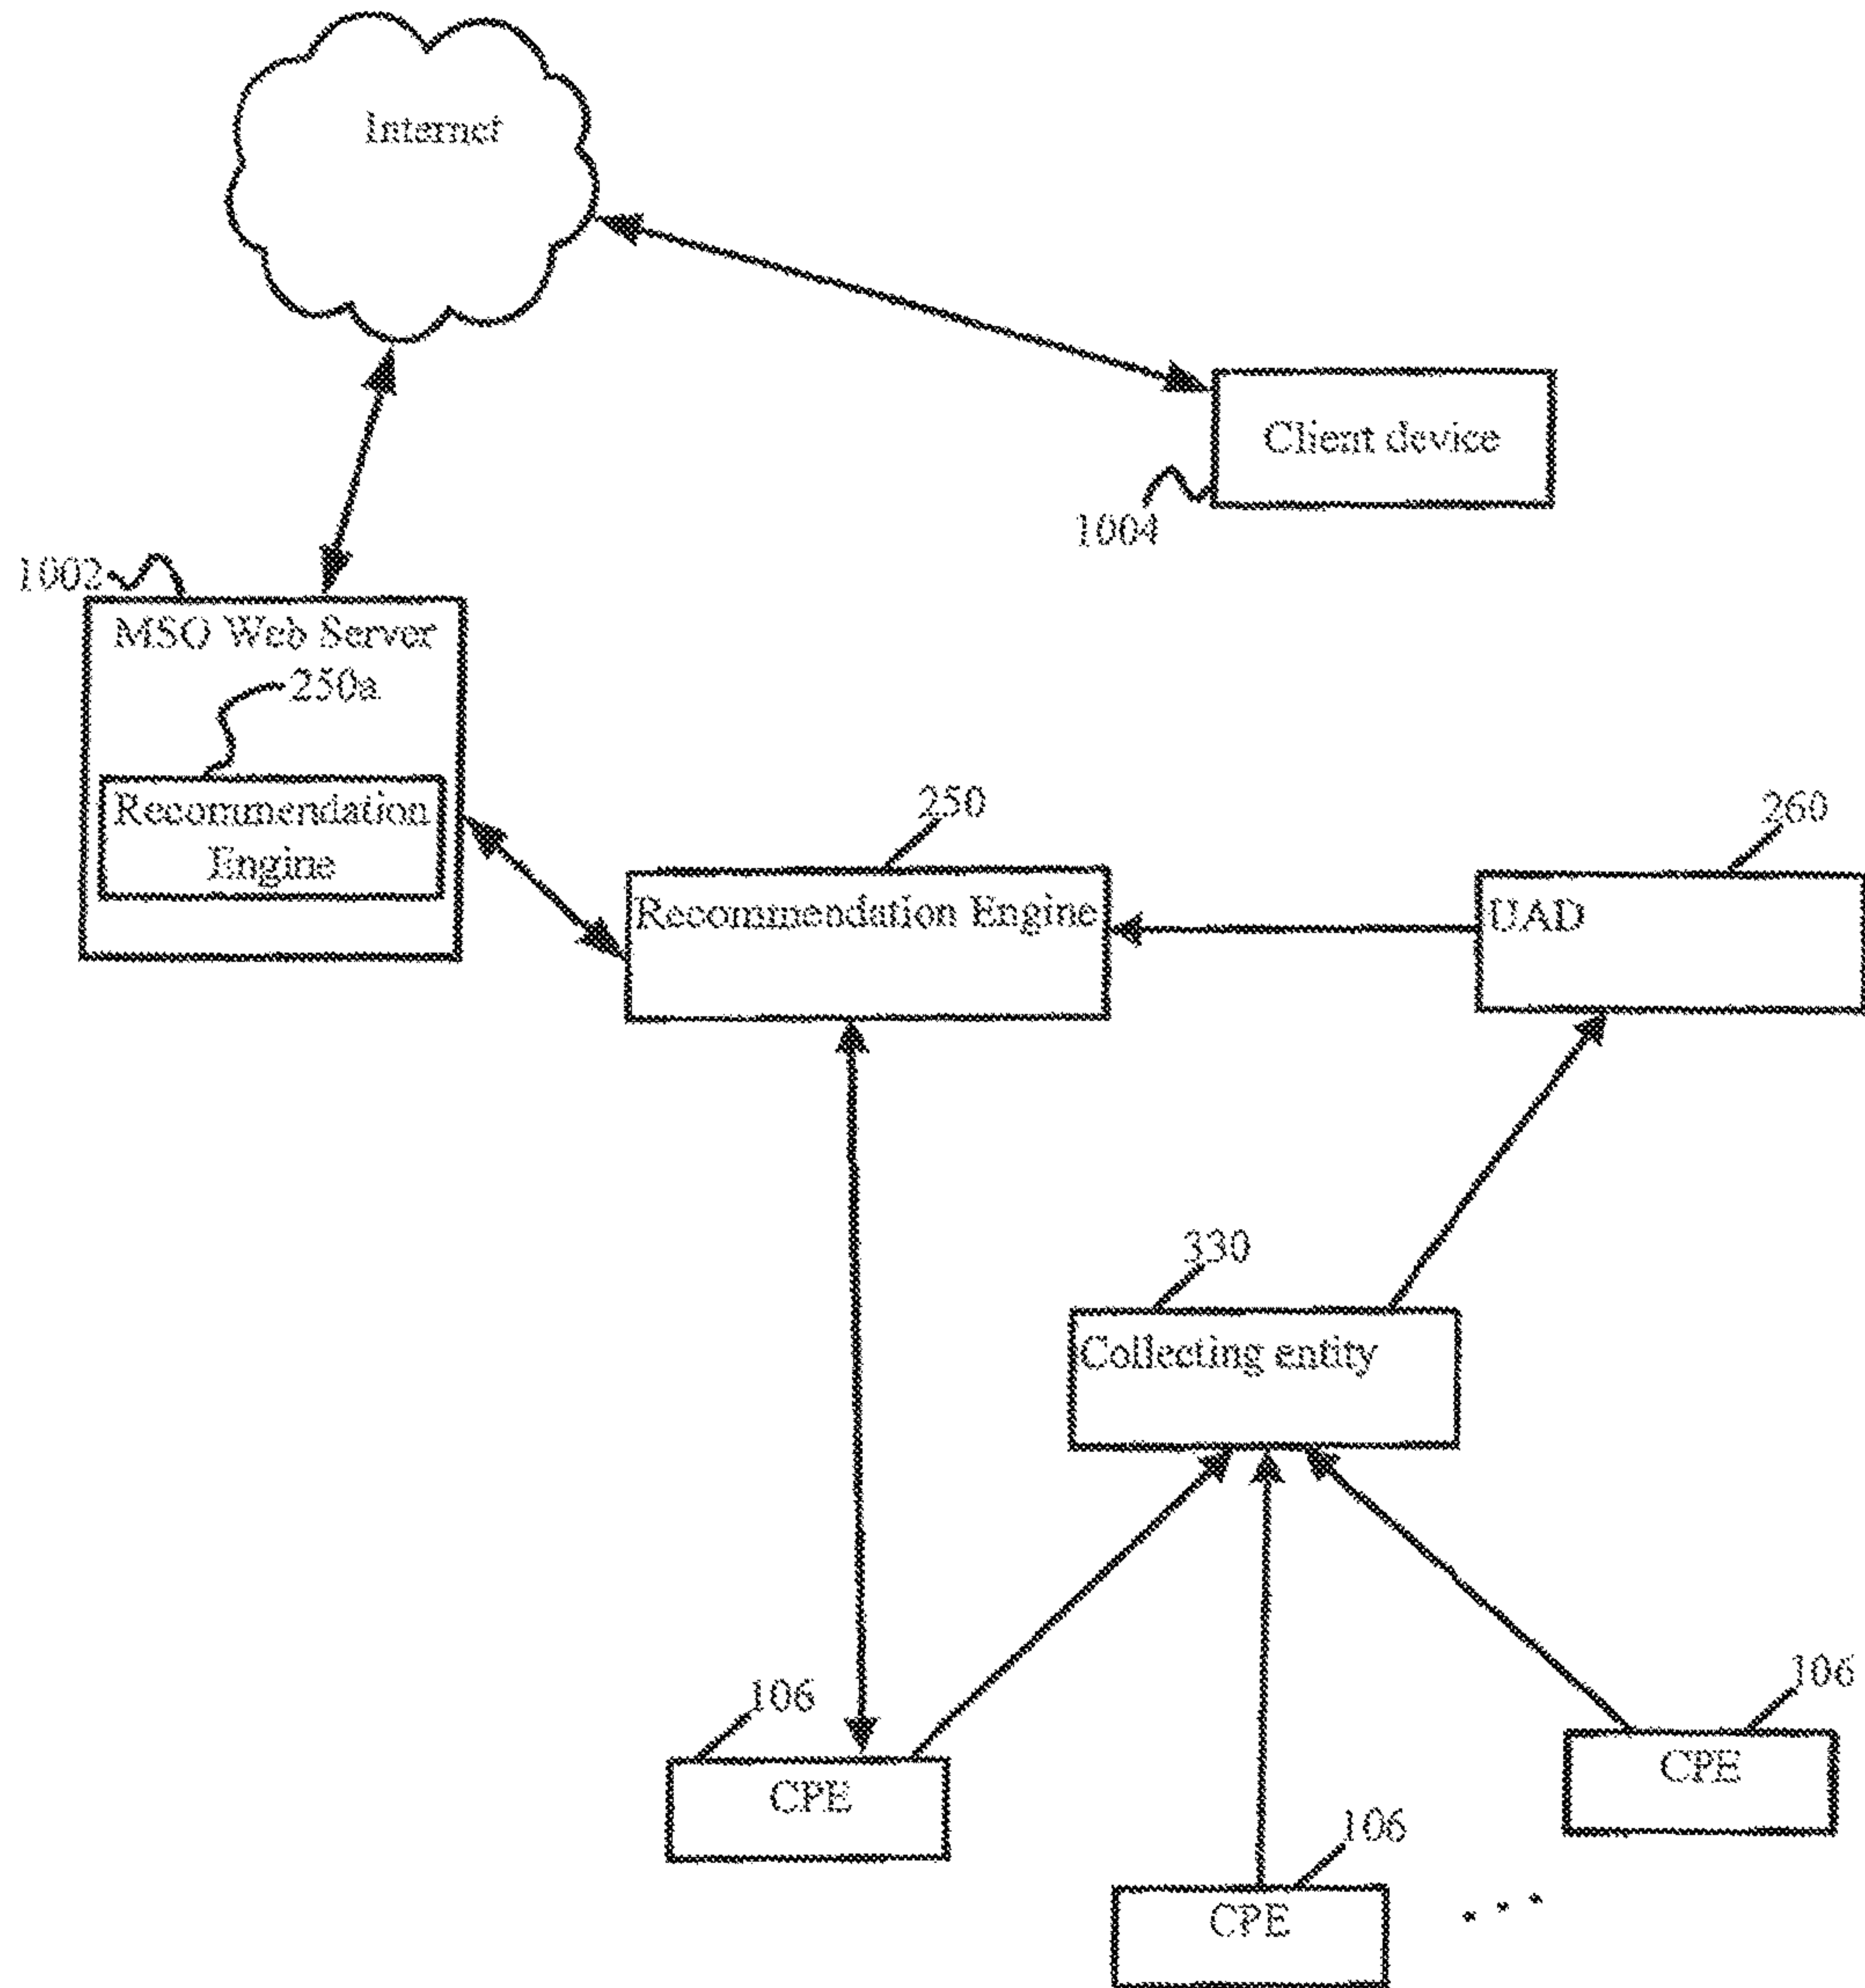 Internet
Client device
1004
1002
MSO Web Server
250a
Recommendation
Engine
250
Recommendation Engine
260
UAD
330
Collecting entity
106
CPE
106
CPE
106
CPE
. . .